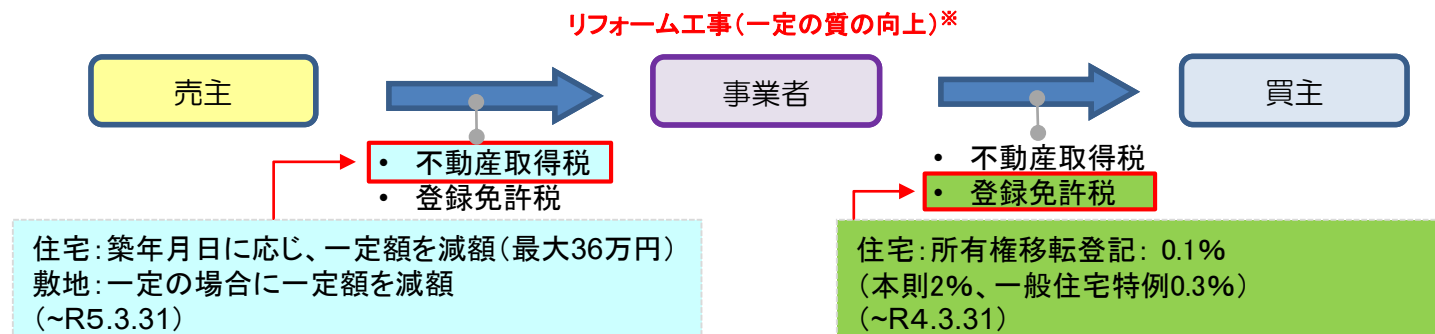 リフォーム工事（一定の質の向上）※
売主
事業者
買主
• 不動産取得税
• 登録免許税
• 不動産取得税
• 登録免許税
住宅：築年月日に応じ、一定額を減額（最大36万円）
敷地：一定の場合に一定額を減額
（~R5.3.31）
住宅：所有権移転登記： 0.1%
（本則2%、一般住宅特例0.3%）
（~R4.3.31）